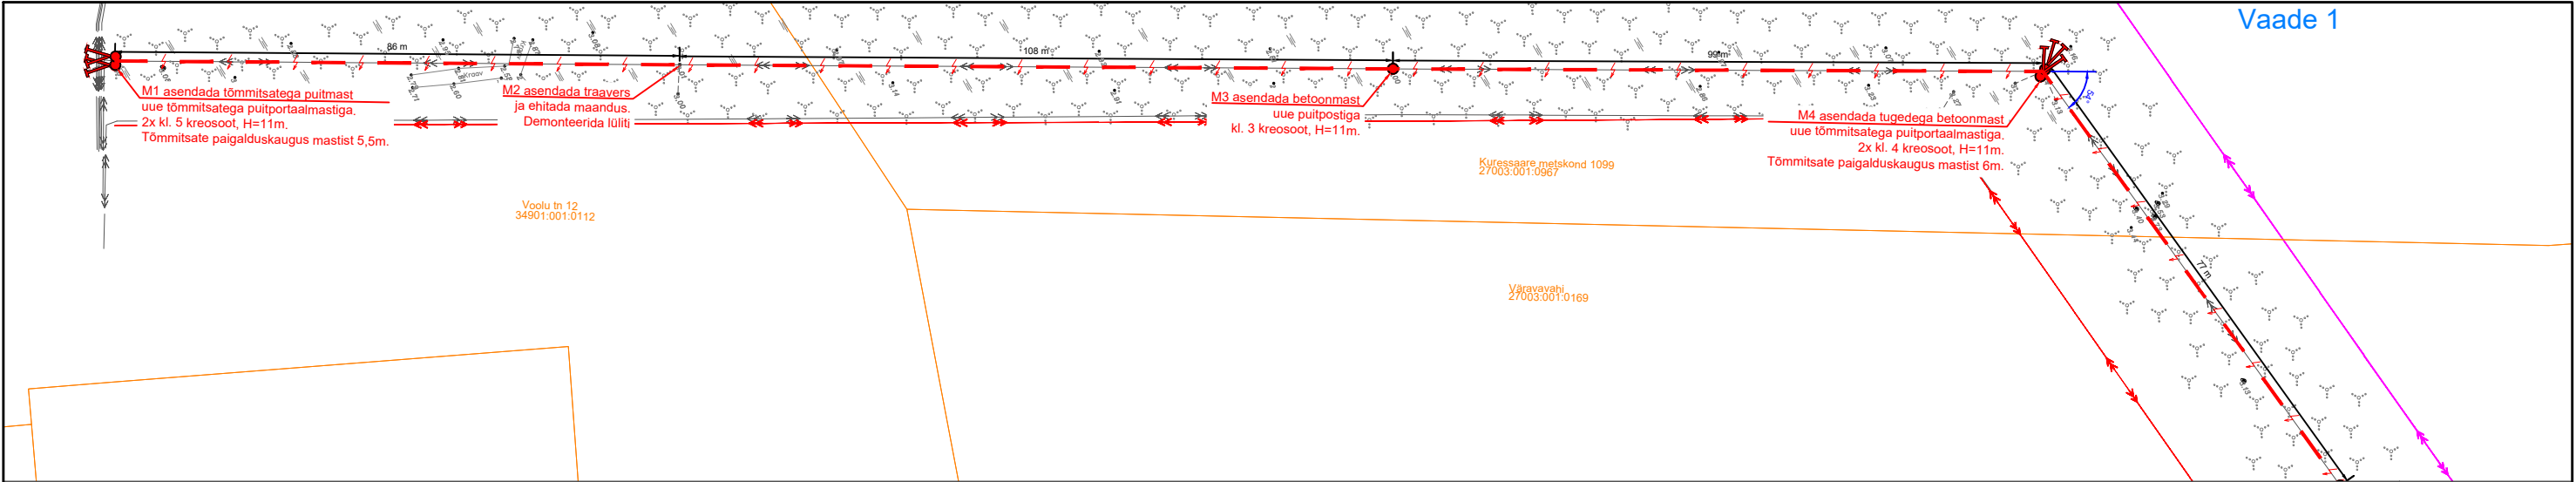 Vaade 1
86 m
108 m
99 m
Kraav
M1 asendada tõmmitsatega puitmast
uue tõmmitsatega puitportaalmastiga.
2x kl. 5 kreosoot, H=11m.
Tõmmitsate paigalduskaugus mastist 5,5m.
M2 asendada traavers
ja ehitada maandus.
Demonteerida lüliti
M3 asendada betoonmast
uue puitpostiga
kl. 3 kreosoot, H=11m.
M4 asendada tugedega betoonmast
uue tõmmitsatega puitportaalmastiga.
2x kl. 4 kreosoot, H=11m.
Tõmmitsate paigalduskaugus mastist 6m.
54°
Kuressaare metskond 1099
27003:001:0967
Voolu tn 12
34901:001:0112
77 m
Väravavahi
27003:001:0169